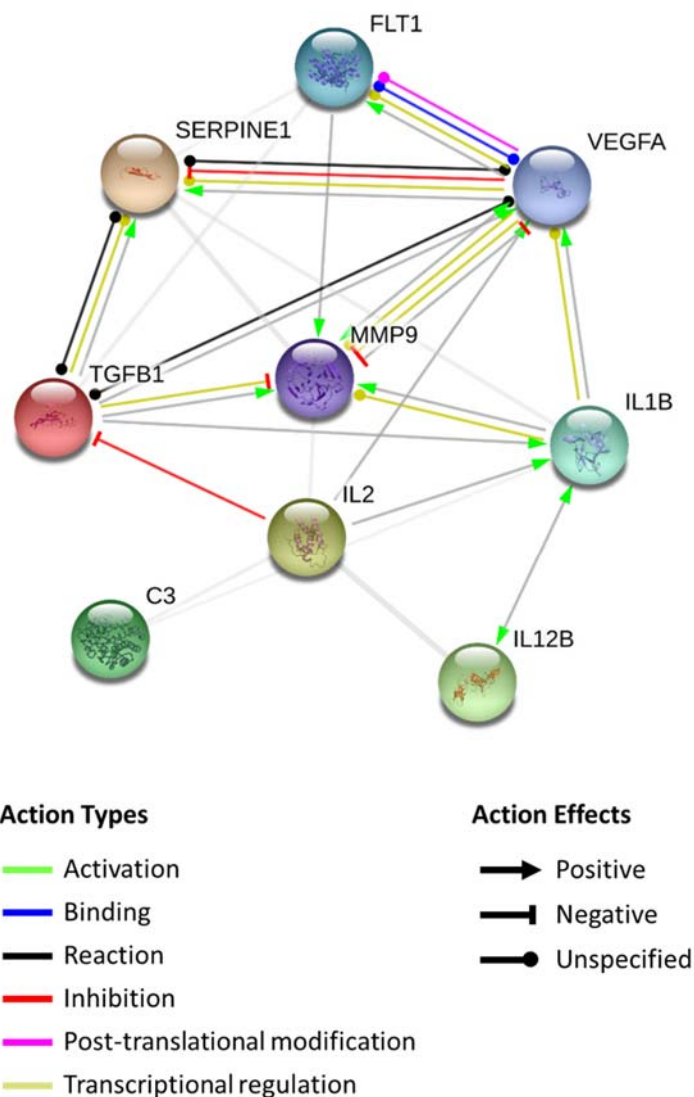 FLT1
SERPINE1
VEGFA
MMP9
TGFB1
IL1B
IL2
C3
IL12B
Action Types
Action Effects
Activation
Positive
Binding
Negative
Reaction
Unspecified
Inhibition
Post-translational modification
Transcriptional regulation